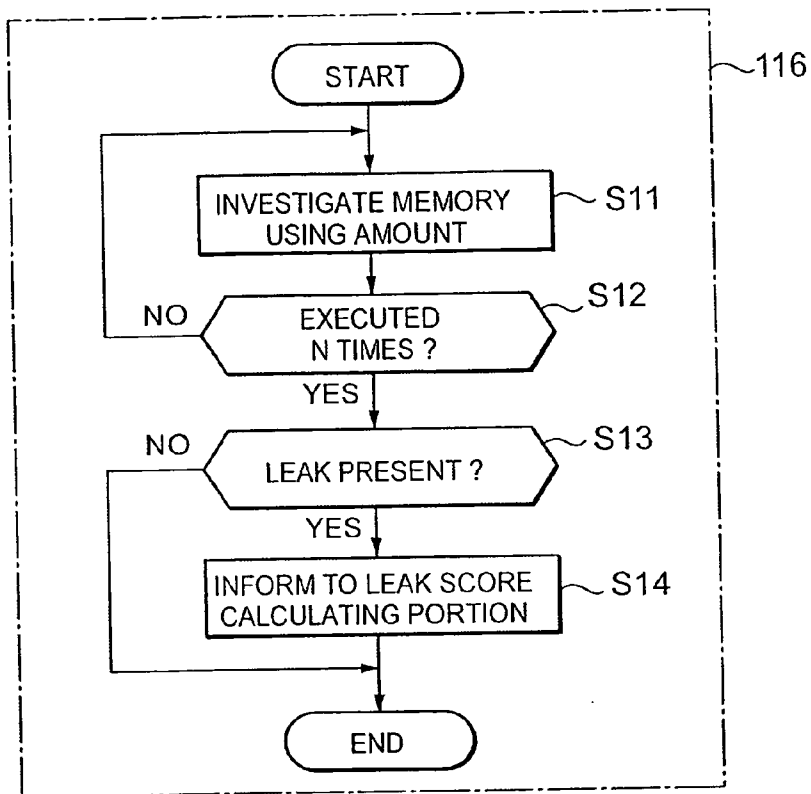 START
116
INVESTIGATE MEMORY
USING AMOUNT
S11
NO
EXECUTED
N TIMES ?
S12
YES
NO
LEAK PRESENT ?
S13
YES
INFORM TO LEAK SCORE
CALCULATING PORTION
S14
END